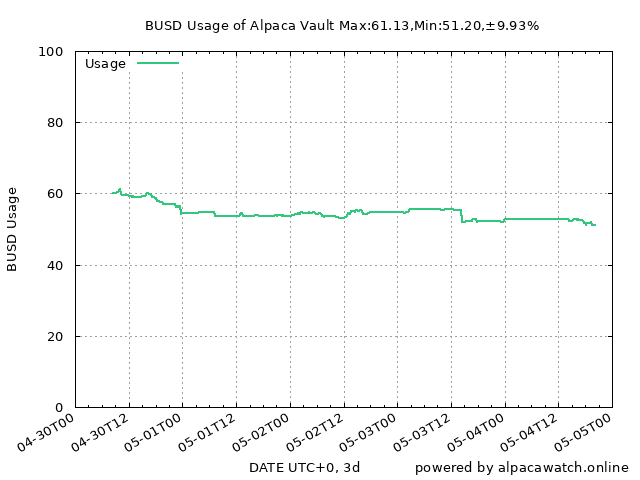 BUSD Usage of Alpaca Vault Max:61.13,Min:51.20,±9.93%
100
Usage
80
60
BUSD Usage
40
20
0
04-30T00
04-30T12
05-01T00
05-01T12
05-02T00
05-02T12
05-03T00
05-03T12
05-04T00
05-04T12
05-05T00
DATE UTC+0, 3d
powered by alpacawatch.online